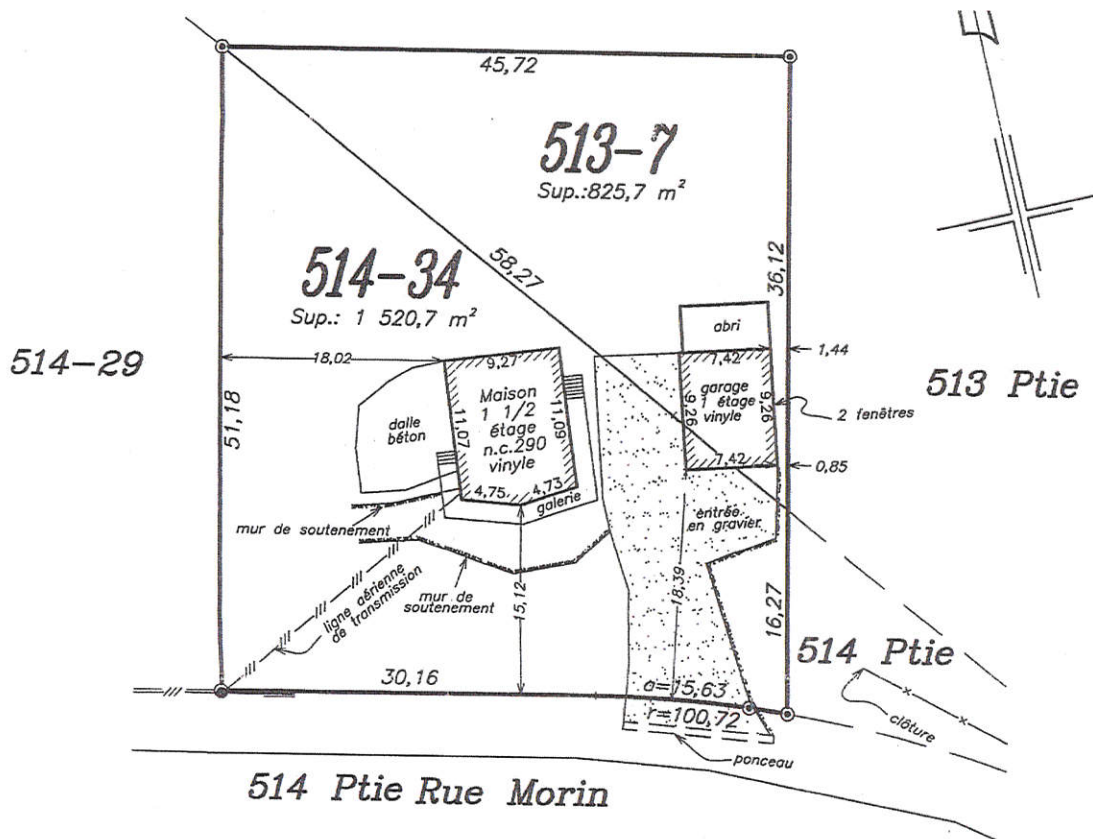 45,72
513-7
Sup.:825,7 m²
58,27
36,12
514-34
Sup.: 1 520,7 m²
514-29
51,18
18,02
9,27
abri
7,42
1,44
513 Ptie
Maison
1 1/2
étage
n.c.290
vinyle
11,07
11,09
garage
1 étage
vinyle
9,26
9,26
2 fenêtres
dalle
béton
7,42
0,85
4,75
4,73
galerie
mur de soutenement
entrée
en gravier
mur de
soutenement
ligne aérienne
de transmission
15,12
18,39
16,27
514 Ptie
30,16
a=15,63
r=100,72
clôture
ponceau
514 Ptie Rue Morin